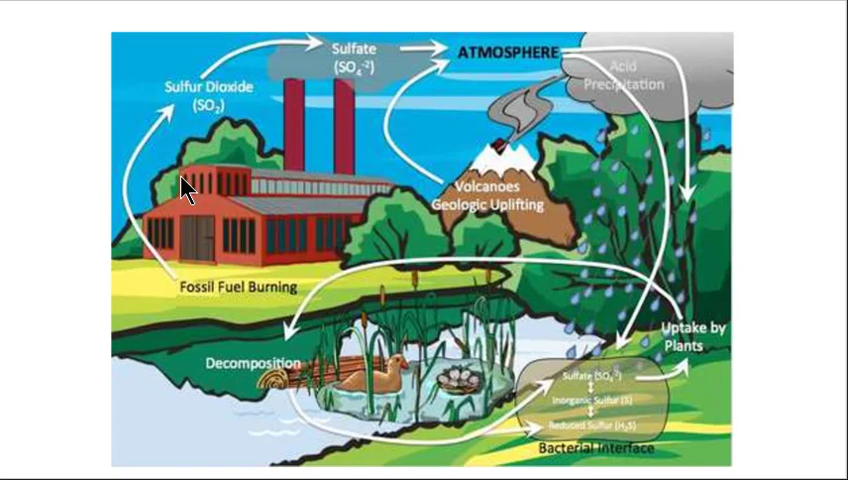 Sulfate
(SO₄⁻²)
ATMOSPHERE
Acid
Precipitation
Sulfur Dioxide
(SO₂)
Volcanoes
Geologic Uplifting
Fossil Fuel Burning
Uptake by
Plants
Decomposition
Sulfate (SO₄⁻²)
Inorganic Sulfur (S)
Reduced Sulfur (H₂S)
Bacterial Interface